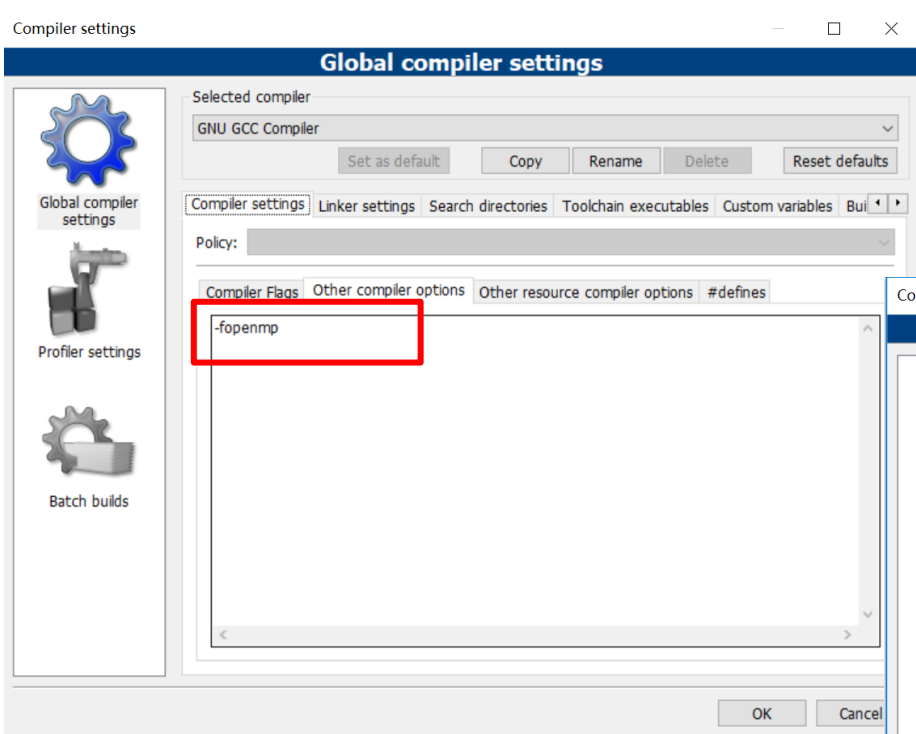 Compiler settings
Global compiler settings
Selected compiler
GNU GCC Compiler
Set as default Copy Rename Delete Reset defaults
Global compiler
settings
Compiler settings Linker settings Search directories Toolchain executables Custom variables Bui
Policy:
Compiler Flags Other compiler options Other resource compiler options #defines
Co
-fopenmp
Profiler settings
Batch builds
OK Cancel